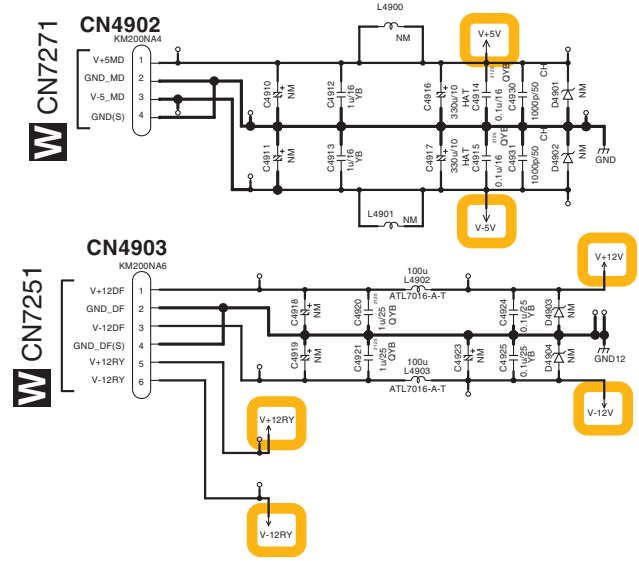 CN4902
KM200NA4
W CN7271
V+5MD 1
GND_MD 2
V-5_MD 3
GND(S) 4
L4900
NM
V+5V
C4910
NM
C4912
1u/16
YB
C4916
330u/10
HAT
C4914
2125
0.1u/16
QYB
C4930
1000p/50
CH
D4901
NM
C4911
NM
C4913
1u/16
YB
C4917
330u/10
HAT
C4915
2125
0.1u/16
QYB
C4931
1000p/50
CH
D4902
NM
GND
L4901
NM
V-5V
CN4903
KM200NA6
W CN7251
V+12DF 1
GND_DF 2
V-12DF 3
GND_DF(S) 4
V+12RY 5
V-12RY 6
100u
L4902
ATL7016-A-T
V+12V
C4918
NM
C4920
2125
1u/25
QYB
C4924
0.1u/25
YB
D4903
NM
C4919
NM
C4921
2125
1u/25
QYB
C4923
NM
C4925
0.1u/25
YB
D4904
NM
GND12
100u
L4903
ATL7016-A-T
V-12V
V+12RY
V-12RY